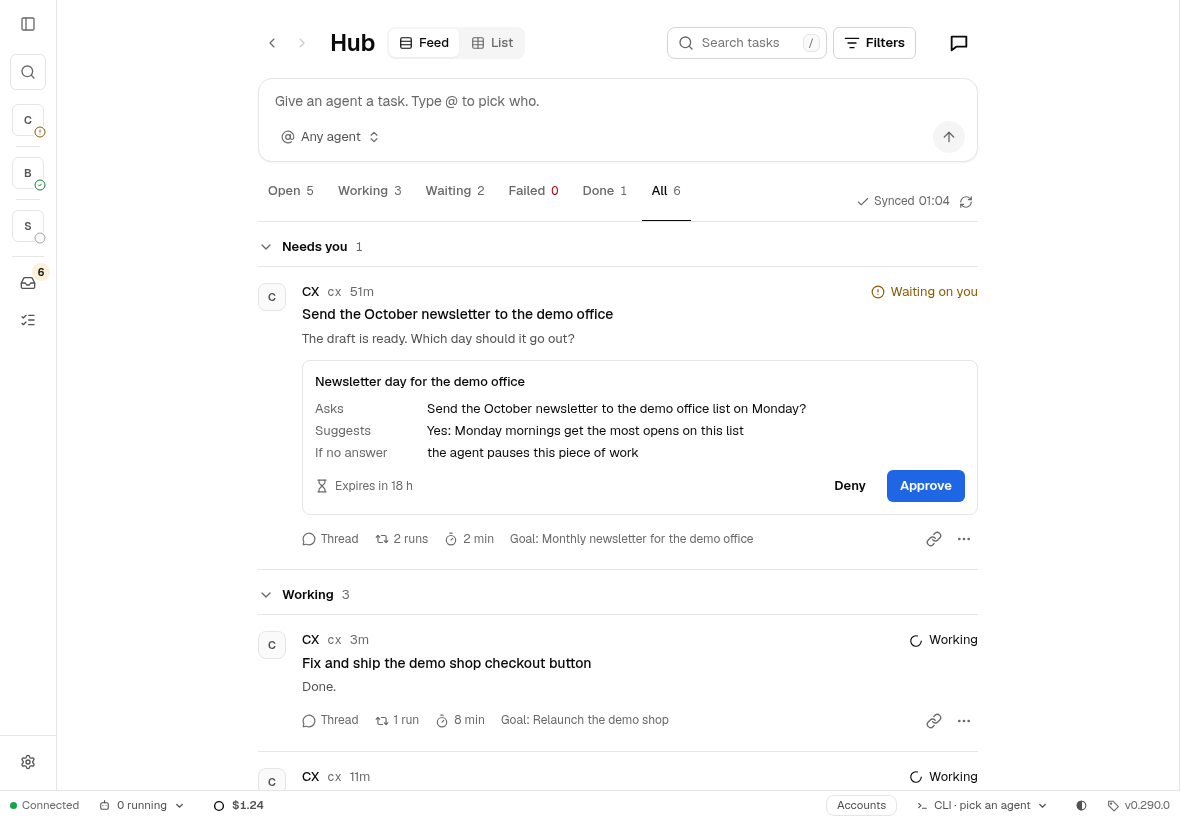 Hub
Feed
List
Search tasks /
Filters
C
B
S
6
Give an agent a task. Type @ to pick who.
@ Any agent
Open 5
Working 3
Waiting 2
Failed 0
Done 1
All 6
Synced 01:04
Needs you 1
C
CX cx 51m
Waiting on you
Send the October newsletter to the demo office
The draft is ready. Which day should it go out?
Newsletter day for the demo office
Asks Send the October newsletter to the demo office list on Monday?
Suggests Yes: Monday mornings get the most opens on this list
If no answer the agent pauses this piece of work
Expires in 18 h
Deny
Approve
Thread 2 runs 2 min Goal: Monthly newsletter for the demo office
Working 3
C
CX cx 3m
Working
Fix and ship the demo shop checkout button
Done.
Thread 1 run 8 min Goal: Relaunch the demo shop
C
CX cx 11m
Working
Connected
0 running
$1.24
Accounts
CLI · pick an agent
v0.290.0